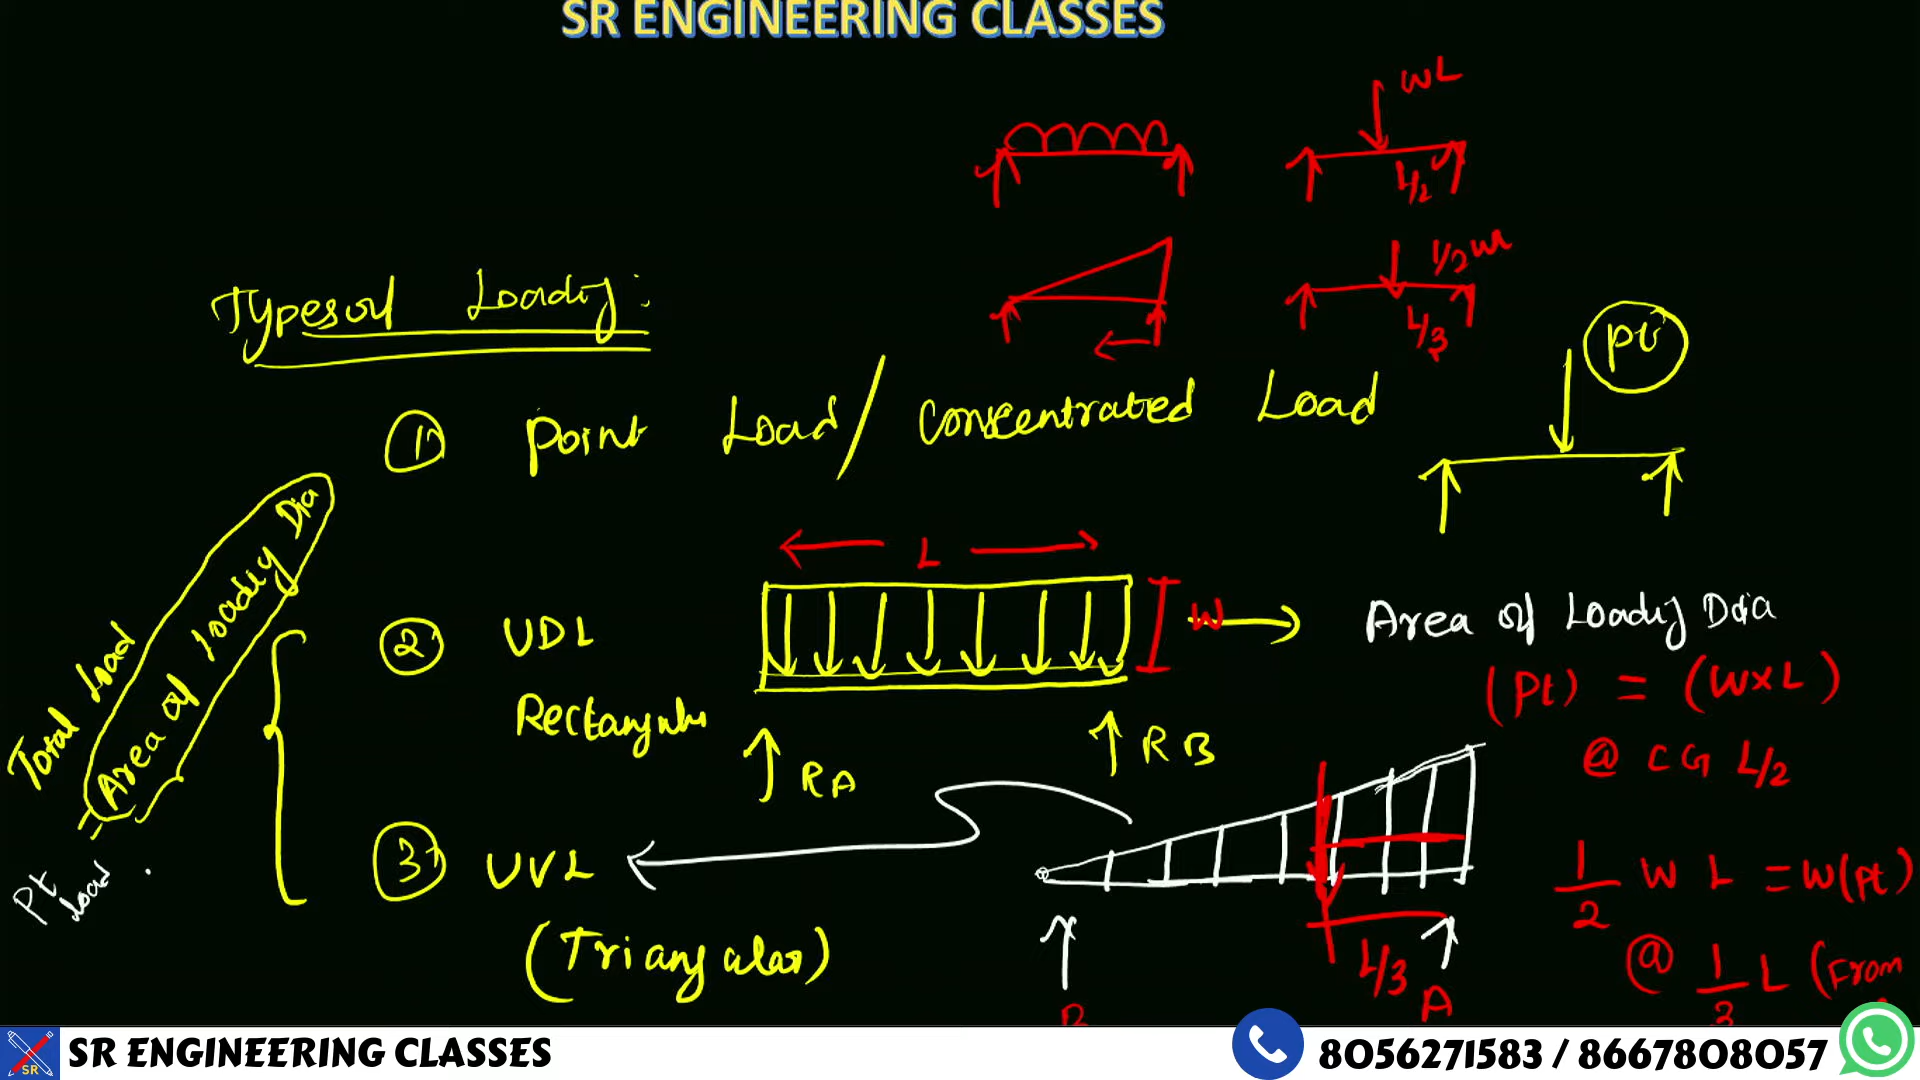 SR ENGINEERING CLASSES
WL
L/2
1/2 WL
L/3
Types of Loading:
① Point Load / Concentrated Load
Pt
L
② UDL
Rectangular
W
Area of Loading Dia
(Pt) = (W x L)
@ CG L/2
RA
RB
③ UVL
(Triangular)
L/3
A
B
1/2 W L = W(pt)
@ 1/3 L (From
Total Load
= Area of Loading Dia
Pt Load
SR
SR ENGINEERING CLASSES
8056271583 / 8667808057